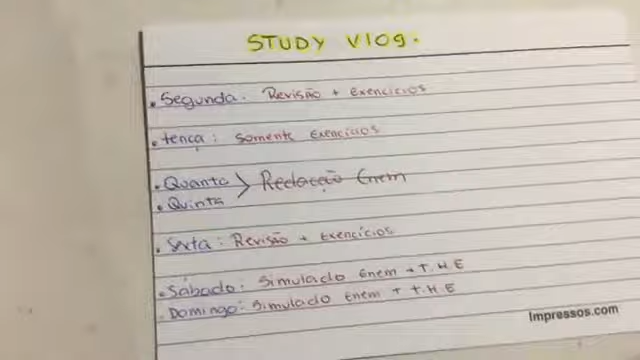 STUDY VlOg.
• Segunda: Revisão + exercícios
• terça: somente exercícios
• Quarta > Redação Enem
• Quinta
• Sexta: Revisão + exercícios
• Sábado: Simulado Enem + T.H.E
• Domingo: Simulado Enem + T.H.E
Impressos.com